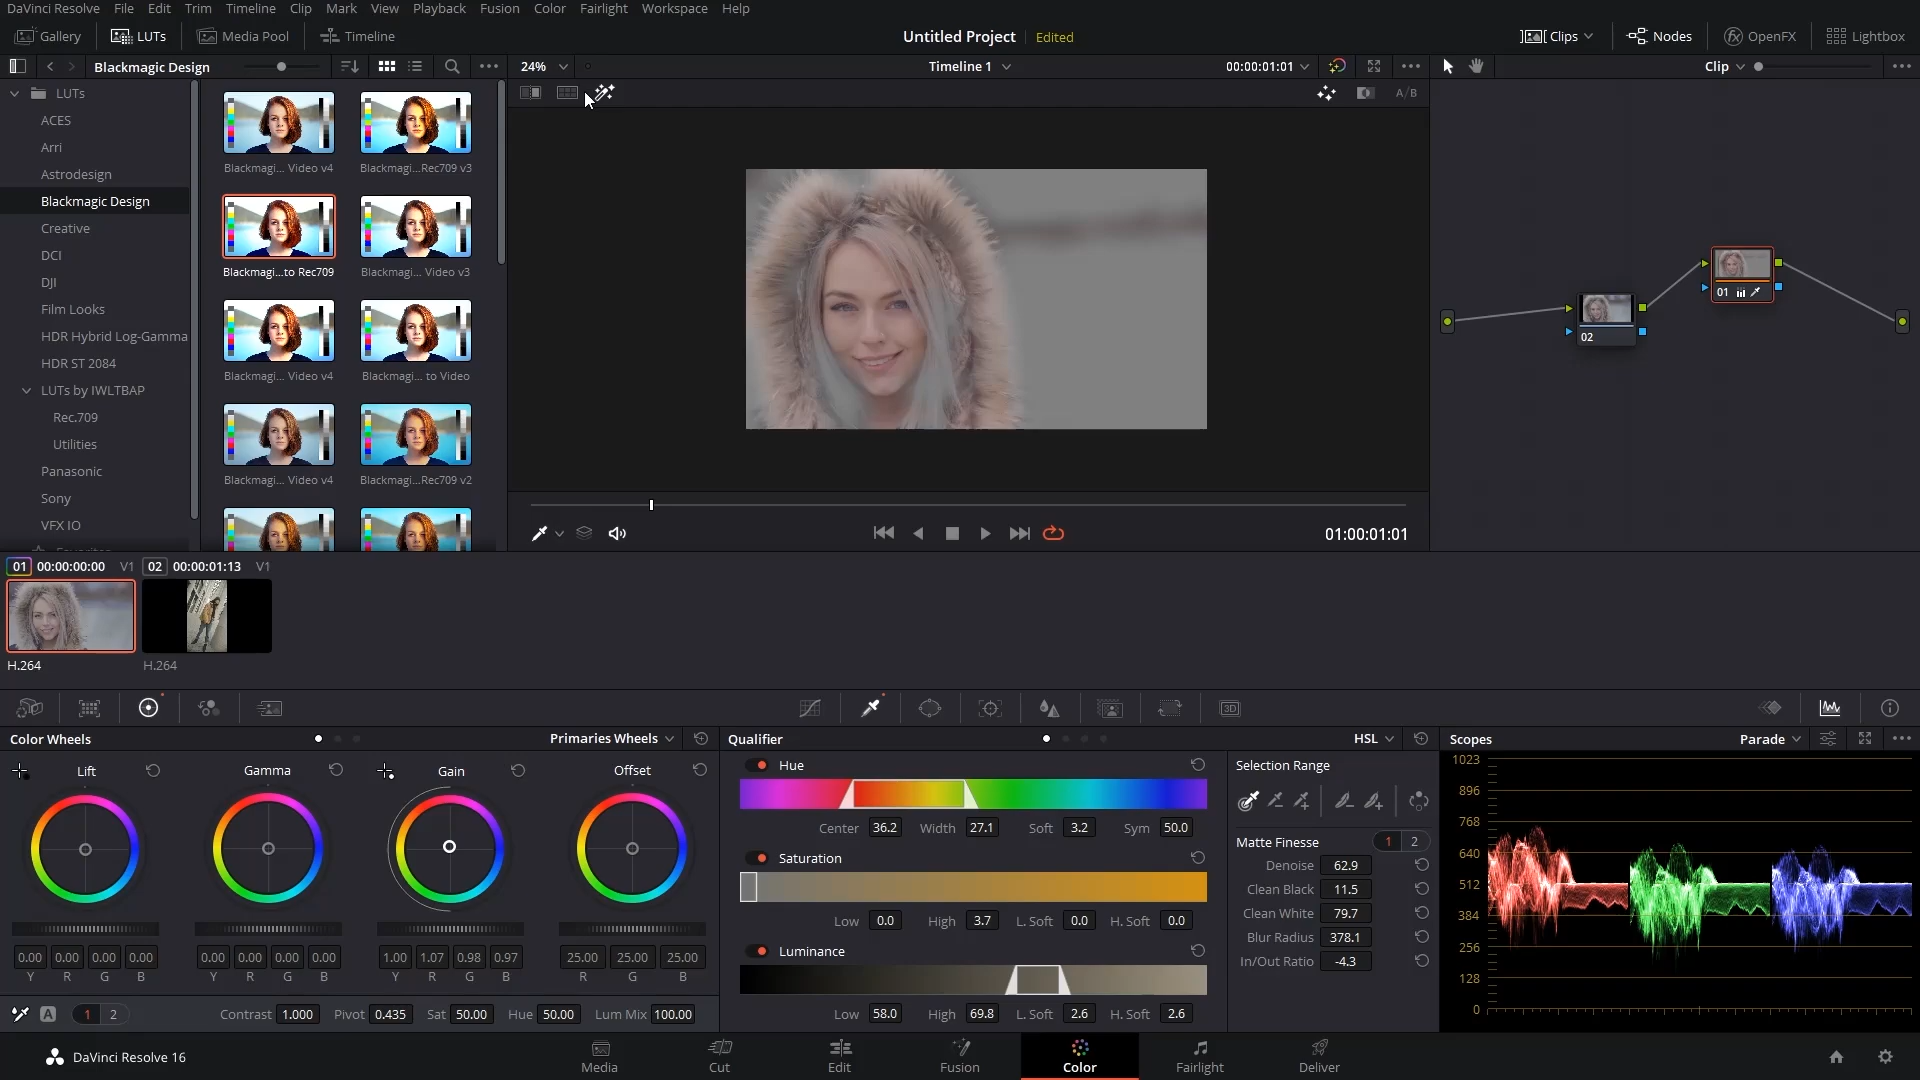 DaVinci Resolve File Edit Trim Timeline Clip Mark View Playback Fusion Color Fairlight Workspace Help
Gallery LUTs Media Pool Timeline Untitled Project Edited Clips Nodes OpenFX Lightbox
Blackmagic Design 24% Timeline 1 00:00:01:01 Clip
A/B
LUTs
ACES
Arri
Astrodesign
Blackmagic Design
Creative
DCI
DJI
Film Looks
HDR Hybrid Log-Gamma
HDR ST 2084
LUTs by IWLTBAP
Rec.709
Utilities
Panasonic
Sony
VFX IO
Blackmagi... Video v4 Blackmagi...Rec709 v3
Blackmagi...to Rec709 Blackmagi... Video v3
Blackmagi... Video v4 Blackmagi... to Video
Blackmagi... Video v4 Blackmagi...Rec709 v2
01:00:01:01
01
02
01 00:00:00:00 V1 02 00:00:01:13 V1
H.264 H.264
3D
Color Wheels Primaries Wheels
Lift Gamma Gain Offset
0.00 0.00 0.00 0.00 0.00 0.00 0.00 0.00 1.00 1.07 0.98 0.97 25.00 25.00 25.00
Y R G B Y R G B Y R G B R G B
A 1 2 Contrast 1.000 Pivot 0.435 Sat 50.00 Hue 50.00 Lum Mix 100.00
Qualifier HSL
Hue
Center 36.2 Width 27.1 Soft 3.2 Sym 50.0
Saturation
Low 0.0 High 3.7 L. Soft 0.0 H. Soft 0.0
Luminance
Low 58.0 High 69.8 L. Soft 2.6 H. Soft 2.6
Selection Range
Matte Finesse 1 2
Denoise 62.9
Clean Black 11.5
Clean White 79.7
Blur Radius 378.1
In/Out Ratio -4.3
Scopes Parade
1023
896
768
640
512
384
256
128
0
DaVinci Resolve 16 Media Cut Edit Fusion Color Fairlight Deliver